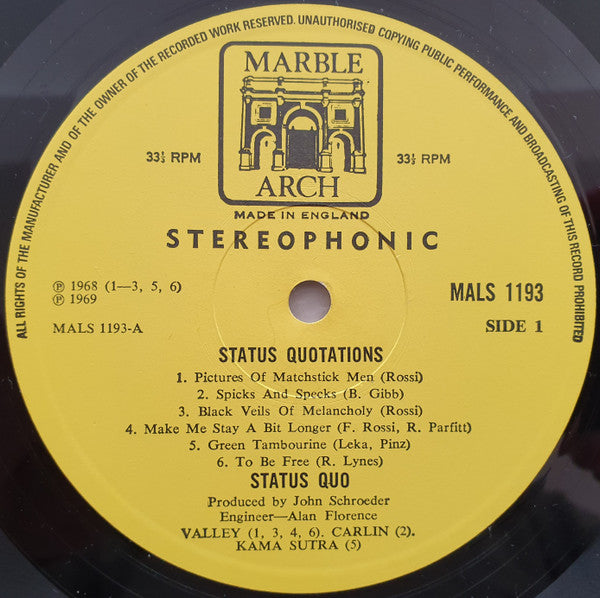 ALL RIGHTS OF THE MANUFACTURER AND OF THE OWNER OF THE RECORDED WORK RESERVED. UNAUTHORISED COPYING PUBLIC PERFORMANCE AND BROADCASTING OF THIS RECORD PROHIBITED
MARBLE
ARCH
33⅓ RPM
33⅓ RPM
MADE IN ENGLAND
STEREOPHONIC
℗ 1968 (1—3, 5, 6)
℗ 1969
MALS 1193
MALS 1193-A
SIDE 1
STATUS QUOTATIONS
1. Pictures Of Matchstick Men (Rossi)
2. Spicks And Specks (B. Gibb)
3. Black Veils Of Melancholy (Rossi)
4. Make Me Stay A Bit Longer (F. Rossi, R. Parfitt)
5. Green Tambourine (Leka, Pinz)
6. To Be Free (R. Lynes)
STATUS QUO
Produced by John Schroeder
Engineer—Alan Florence
VALLEY (1, 3, 4, 6). CARLIN (2).
KAMA SUTRA (5)